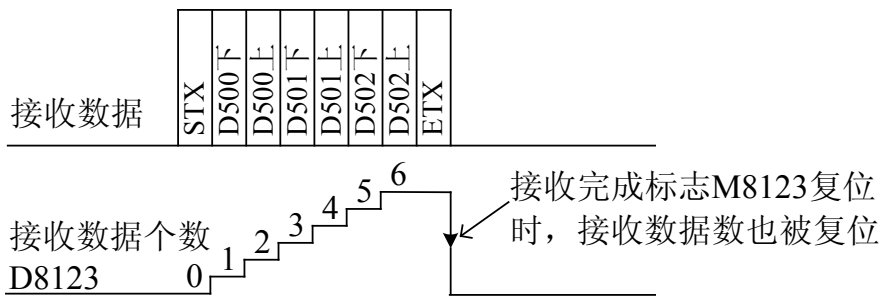 接收数据
STX
D500下
D500上
D501下
D501上
D502下
D502上
ETX
接收数据个数
D8123
0
1
2
3
4
5
6
接收完成标志M8123复位
时，接收数据数也被复位